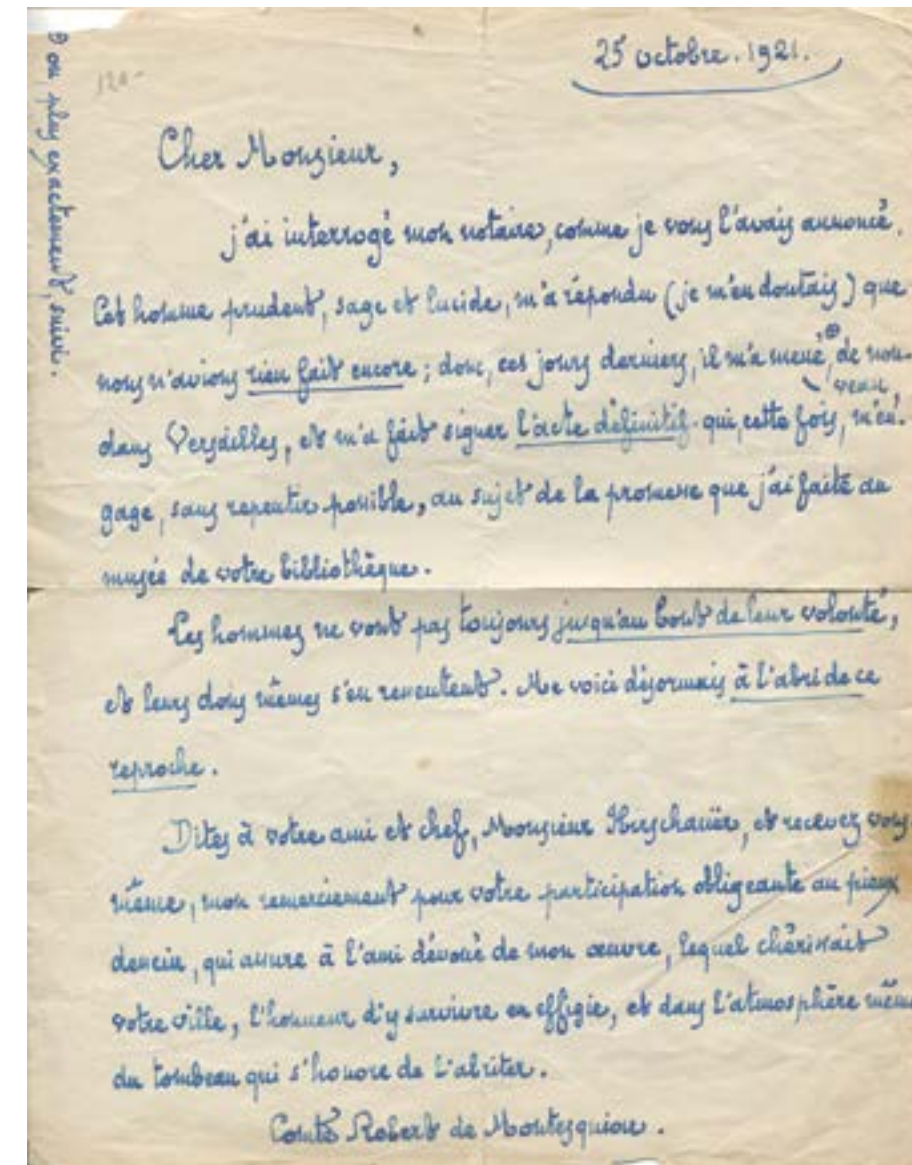 25 octobre. 1921.
120-
Cher Monsieur,
j'ai interrogé mon notaire, comme je vous l'avais annoncé.
Cet homme prudent, sage et lucide, m'a répondu (je m'en doutais) que
nous n'avions rien fait encore ; donc, ces jours derniers, il m'a mené, ⊕ de nou-
veau,
dans Versailles, et m'a fait signer l'acte définitif qui, cette fois, m'en-
gage, sans repentir possible, au sujet de la promesse que j'ai faite au
musée de votre bibliothèque.
Les hommes ne vont pas toujours jusqu'au bout de leur volonté,
et leurs dons mêmes s'en ressentent. Me voici désormais à l'abri de ce
reproche.
Dites à votre ami et chef, Monsieur Hirschauër, et recevez vous
même, mon remerciement pour votre participation obligeante au pieux
dessein, qui assure à l'ami dévoué de mon œuvre, lequel chérissait
votre ville, l'honneur d'y survivre en effigie, et dans l'atmosphère même
du tombeau qui s'honore de l'abriter.
Comte Robert de Montesquiou.
⊕ ou, plus exactement, suivi.